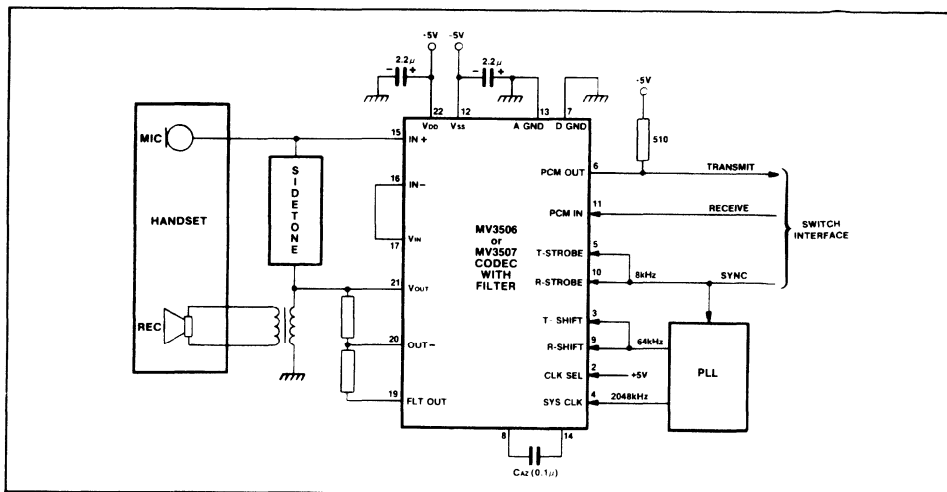 -5V
-5V
2.2μ
2.2μ
- +
- +
-5V
22
12
13
7
VDD
VSS
A GND
D GND
MIC
15
IN +
510
SIDETONE
PCM OUT
6
TRANSMIT
16
IN-
HANDSET
PCM IN
11
RECEIVE
17
VIN
MV3506
or
MV3507
CODEC
WITH
FILTER
SWITCH
INTERFACE
T-STROBE
5
R-STROBE
10
8kHz
SYNC
21
VOUT
REC
T- SHIFT
3
20
OUT-
R-SHIFT
9
64kHz
PLL
CLK SEL
2
+5V
19
FLT OUT
SYS CLK
4
2048kHz
8
14
CAZ (0.1μ)